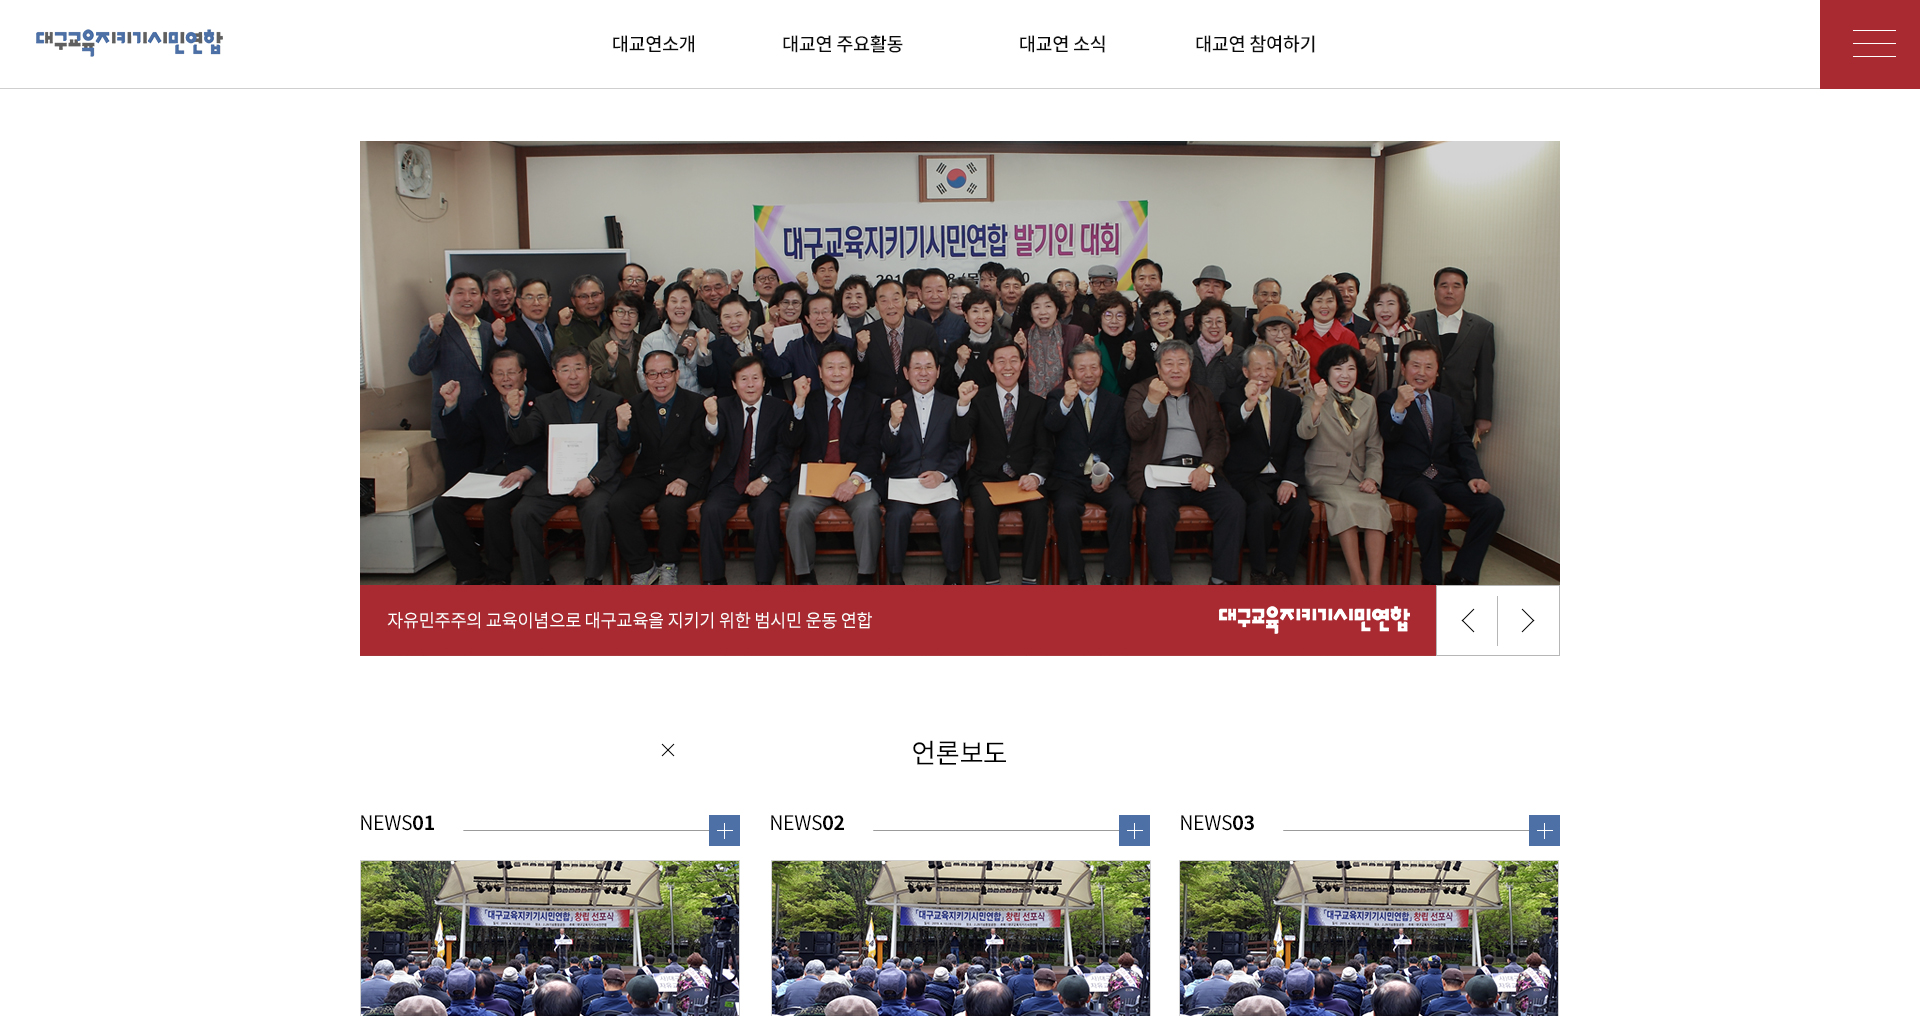 대구교육지키기시민연합
대교연소개
대교연 주요활동
대교연 소식
대교연 참여하기
대구교육지키기시민연합 발기인 대회
자유민주주의 교육이념으로 대구교육을 지키기 위한 범시민 운동 연합
대구교육지키기시민연합
언론보도
NEWS01
NEWS02
NEWS03
「대구교육지키기시민연합」 창립 선포식
「대구교육지키기시민연합」 창립 선포식
「대구교육지키기시민연합」 창립 선포식